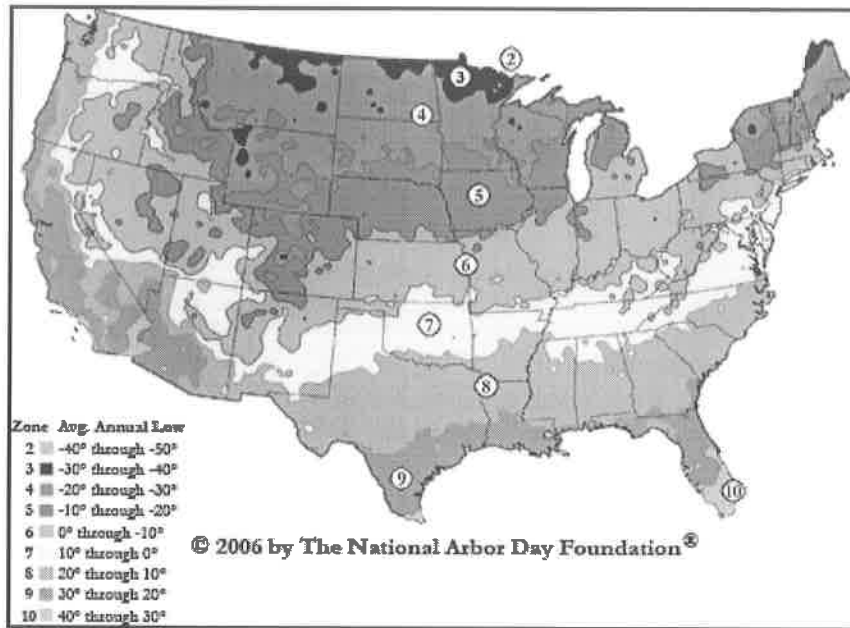 2
3
4
5
6
7
8
9
10
Zone Avg. Annual Low
2 -40° through -50°
3 -30° through -40°
4 -20° through -30°
5 -10° through -20°
6 0° through -10°
7 10° through 0°
8 20° through 10°
9 30° through 20°
10 40° through 30°
© 2006 by The National Arbor Day Foundation®